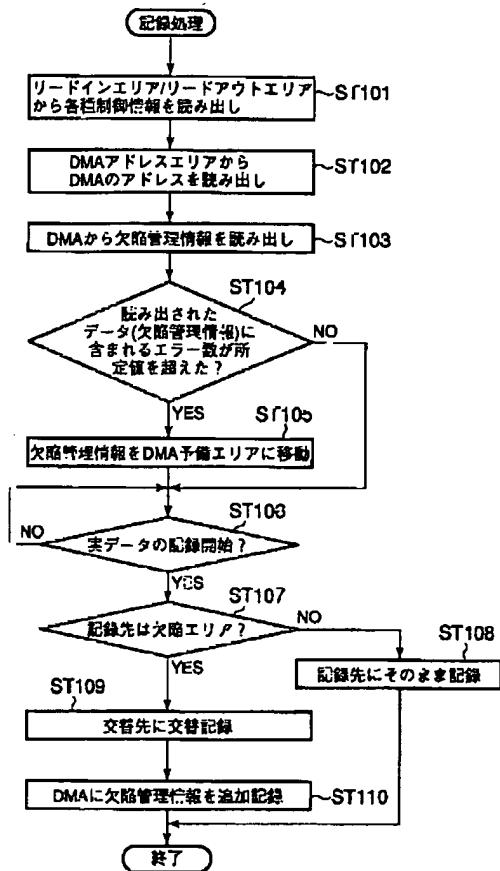 記録処理
リードインエリア/リードアウトエリア
から各種制御情報を読み出し
ST101
DMAアドレスエリアから
DMAのアドレスを読み出し
ST102
DMAから欠陥管理情報を読み出し
ST103
ST104
読み出された
データ(欠陥管理情報)に
含まれるエラー数が所
定値を超えた?
NO
YES
ST105
欠陥管理情報をDMA予備エリアに移動
ST106
NO
実データの記録開始?
YES
ST107
記録先は欠陥エリア?
NO
YES
ST108
記録先にそのまま記録
ST109
交替先に交替記録
DMAに欠陥管理情報を追加記録
ST110
終了